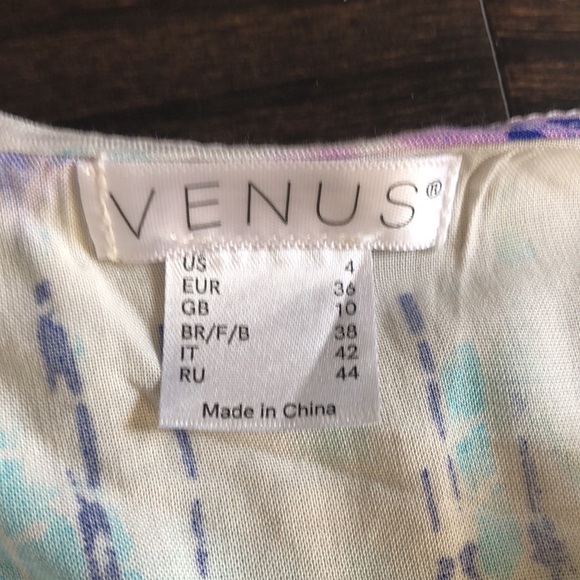 VENUS®
US 4
EUR 36
GB 10
BR/F/B 38
IT 42
RU 44
Made in China